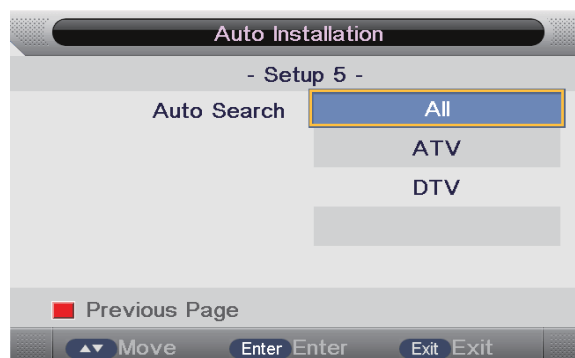 Auto Installation
- Setup 5 -
Auto Search All
ATV
DTV
Previous Page
▲▼ Move Enter Enter Exit Exit